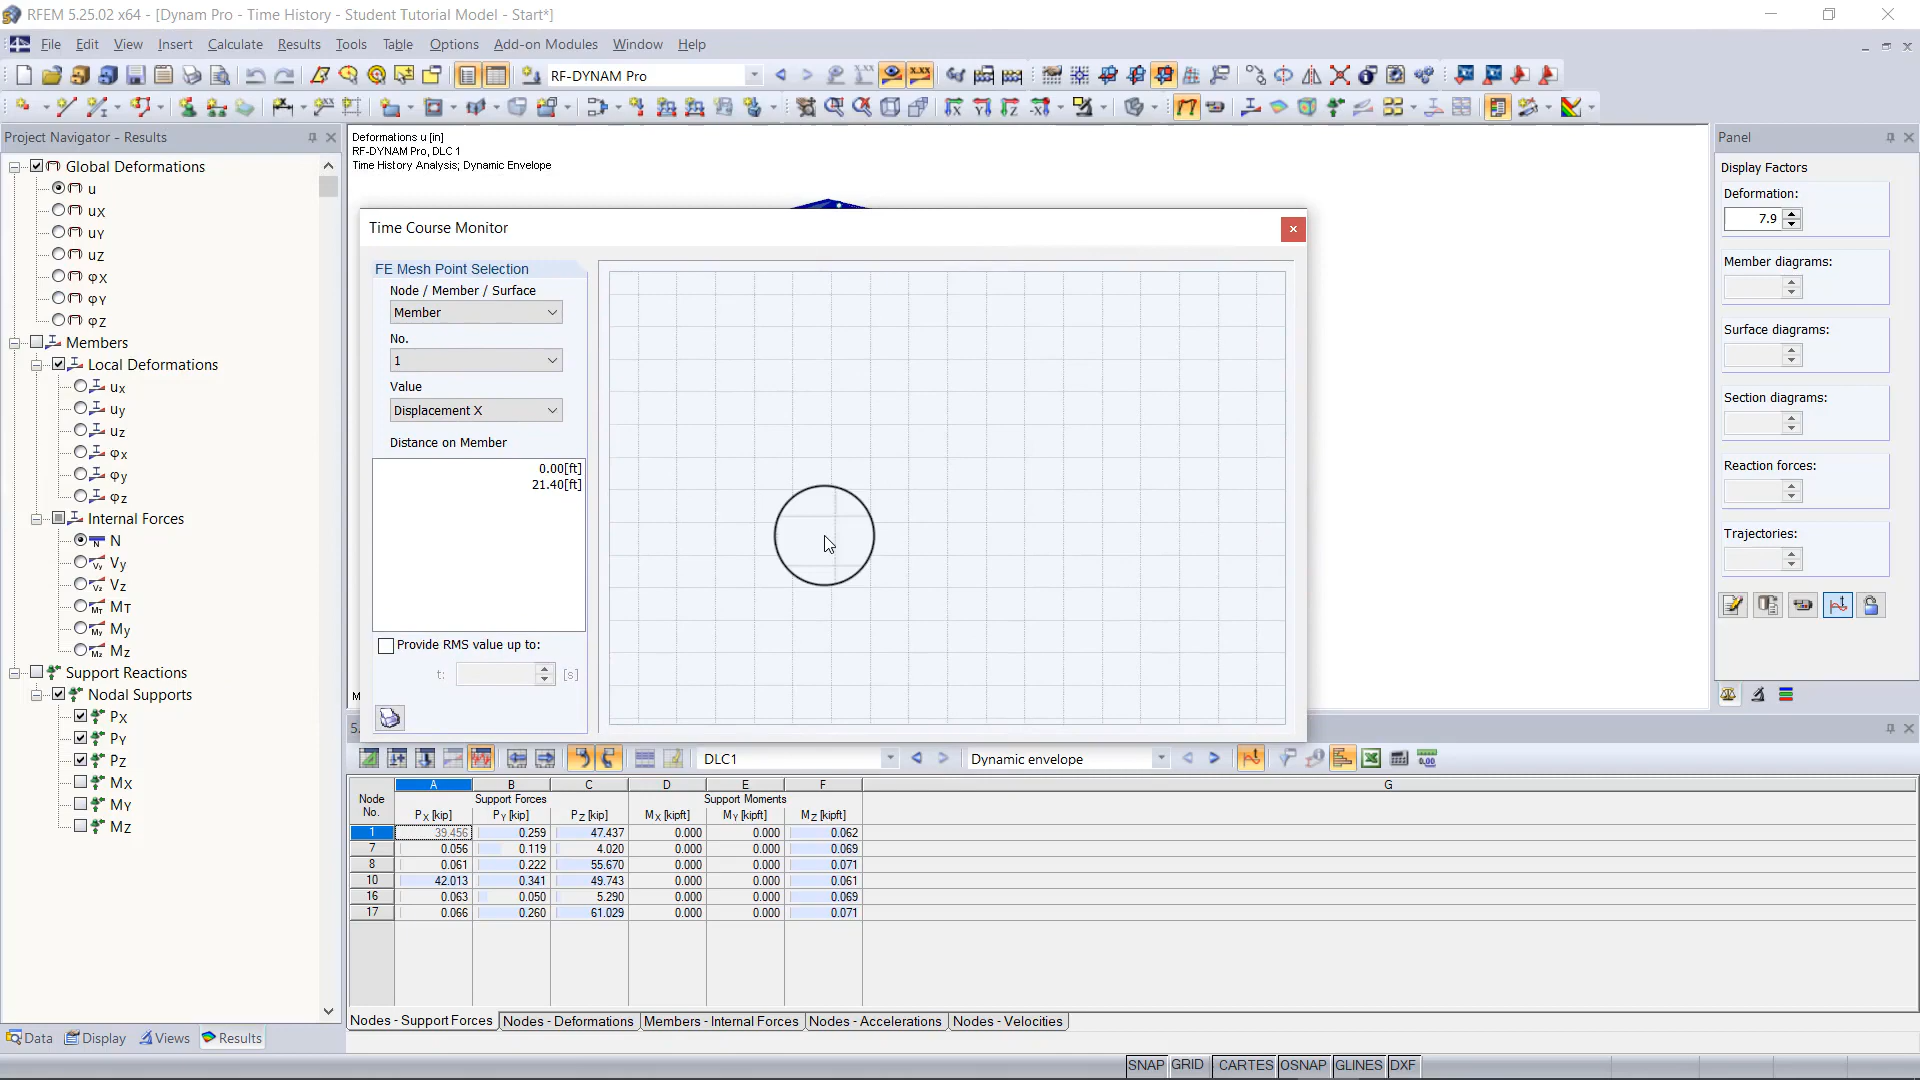 RFEM 5.25.02 x64 - [Dynam Pro - Time History - Student Tutorial Model - Start*]
File Edit View Insert Calculate Results Tools Table Options Add-on Modules Window Help
RF-DYNAM Pro
Project Navigator - Results
Global Deformations
u
uX
uY
uZ
φX
φY
φZ
Members
Local Deformations
ux
uy
uz
φx
φy
φz
Internal Forces
N
Vy
Vz
MT
My
Mz
Support Reactions
Nodal Supports
PX
PY
PZ
MX
MY
MZ
Data Display Views Results
Deformations u [in]
RF-DYNAM Pro, DLC 1
Time History Analysis; Dynamic Envelope
Time Course Monitor
FE Mesh Point Selection
Node / Member / Surface
Member
No.
1
Value
Displacement X
Distance on Member
0.00[ft]
21.40[ft]
Provide RMS value up to:
t: [s]
M
5.
DLC1 Dynamic envelope
A B C D E F G
Node No. Support Forces Support Moments
PX [kip] PY [kip] PZ [kip] MX [kipft] MY [kipft] MZ [kipft]
1 39.456 0.259 47.437 0.000 0.000 0.062
7 0.056 0.119 4.020 0.000 0.000 0.069
8 0.061 0.222 55.670 0.000 0.000 0.071
10 42.013 0.341 49.743 0.000 0.000 0.061
16 0.063 0.050 5.290 0.000 0.000 0.069
17 0.066 0.260 61.029 0.000 0.000 0.071
Nodes - Support Forces Nodes - Deformations Members - Internal Forces Nodes - Accelerations Nodes - Velocities
Panel
Display Factors
Deformation:
7.9
Member diagrams:
Surface diagrams:
Section diagrams:
Reaction forces:
Trajectories:
SNAP GRID CARTES OSNAP GLINES DXF